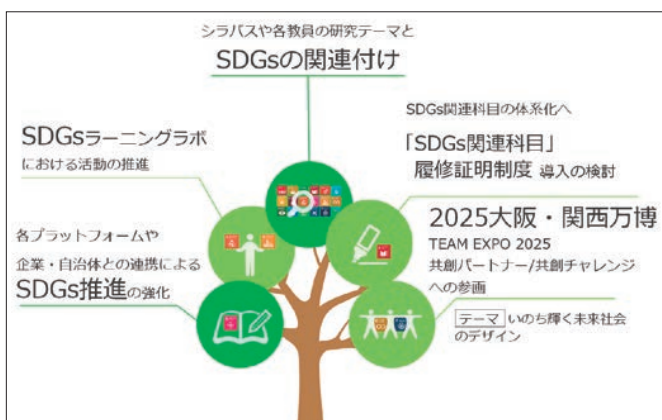 シラバスや各教員の研究テーマと
SDGsの関連付け
SDGsラーニングラボ
における活動の推進
各プラットフォームや
企業・自治体との連携による
SDGs推進の強化
SDGs関連科目の体系化へ
「SDGs関連科目」
履修証明制度 導入の検討
2025大阪・関西万博
TEAM EXPO 2025
共創パートナー/共創チャレンジ
への参画
テーマ いのち輝く未来社会
のデザイン